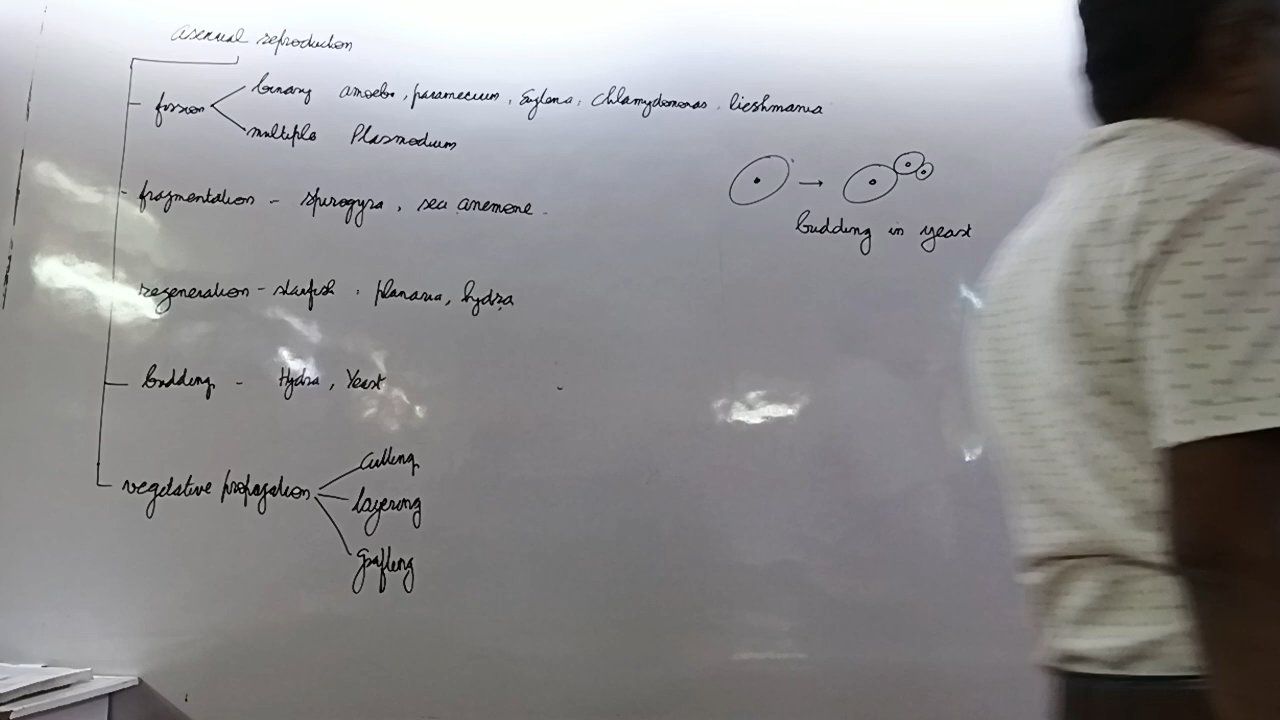 asexual reproduction
fission
binary amoeba, paramecium, Euglena, Chlamydomonas, lieshmania
multiple Plasmodium
fragmentation - spirogyra, sea anemone.
regeneration - starfish, planaria, hydra
budding - Hydra, Yeast
vegetative propagation
Cutting
layering
grafting
budding in yeast